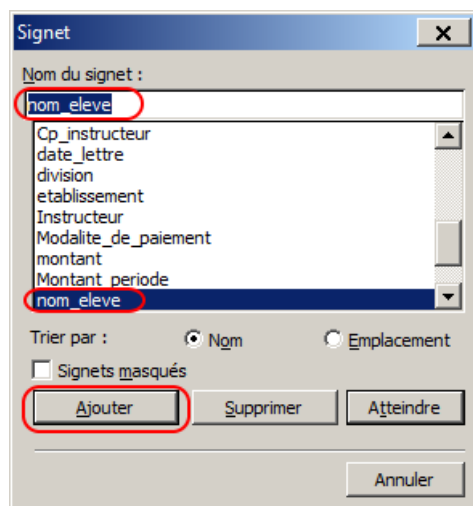 Signet
Nom du signet :
nom_eleve
Cp_instructeur
date_lettre
division
etablissement
Instructeur
Modalite_de_paiement
montant
Montant_periode
nom_eleve
Trier par : Nom Emplacement
Signets masqués
Ajouter Supprimer Atteindre
Annuler